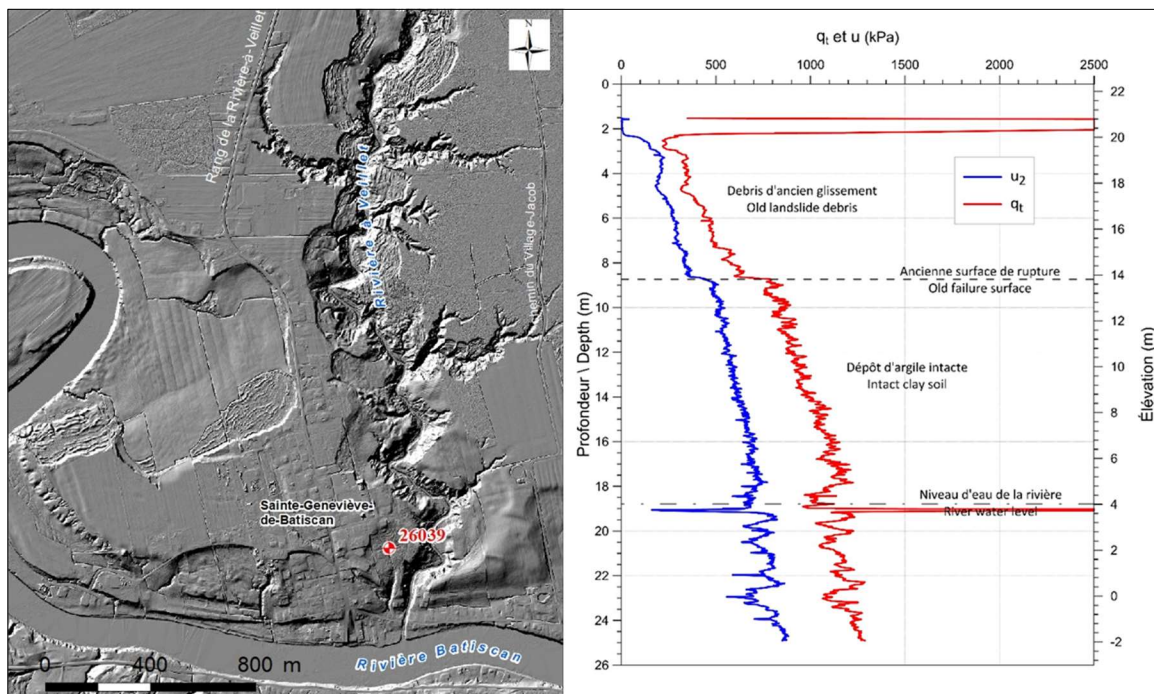 N
Rang de la Rivière-à-Veillet
Rivière à Veillet
Chemin du Village-Jacob
Sainte-Geneviève-
de-Batiscan
26039
Rivière Batiscan
0 400 800 m
qt et u (kPa)
0 500 1000 1500 2000 2500
Profondeur \ Depth (m)
0
2
4
6
8
10
12
14
16
18
20
22
24
26
u2
qt
Debris d'ancien glissement
Old landslide debris
Ancienne surface de rupture
Old failure surface
Dépôt d'argile intacte
Intact clay soil
Niveau d'eau de la rivière
River water level
22
20
18
16
14
12
10
8
6
4
2
0
-2
Élévation (m)